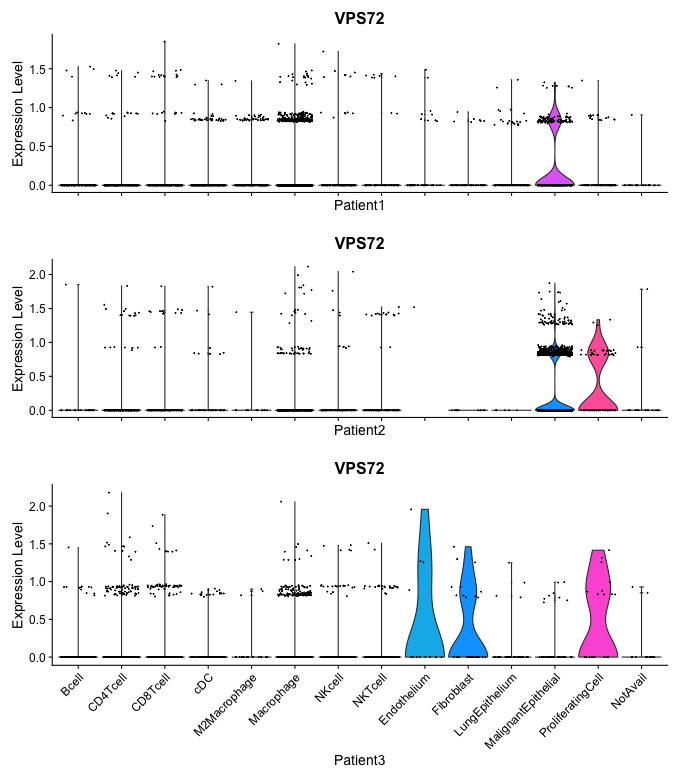 VPS72
Expression Level
1.5
1.0
0.5
0.0
Patient1
VPS72
Expression Level
2.0
1.5
1.0
0.5
0.0
Patient2
VPS72
Expression Level
2.0
1.5
1.0
0.5
0.0
Bcell
CD4Tcell
CD8Tcell
cDC
M2Macrophage
Macrophage
NKcell
NKTcell
Endothelium
Fibroblast
LungEpithelium
MalignantEpithelial
ProliferatingCell
NotAvail
Patient3